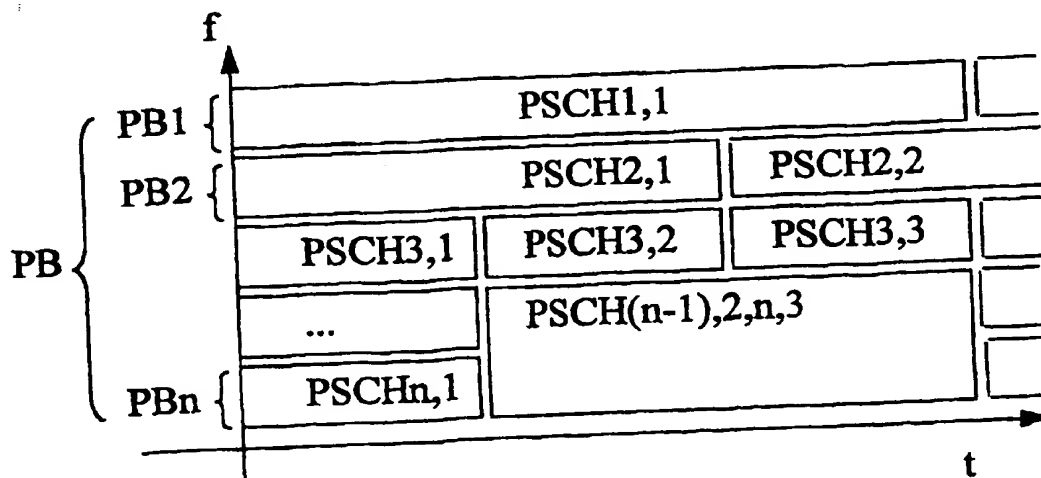 f
PB1
PSCH1,1
PB2
PSCH2,1
PSCH2,2
PB
PSCH3,1
PSCH3,2
PSCH3,3
...
PSCH(n-1),2,n,3
PBn
PSCHn,1
t